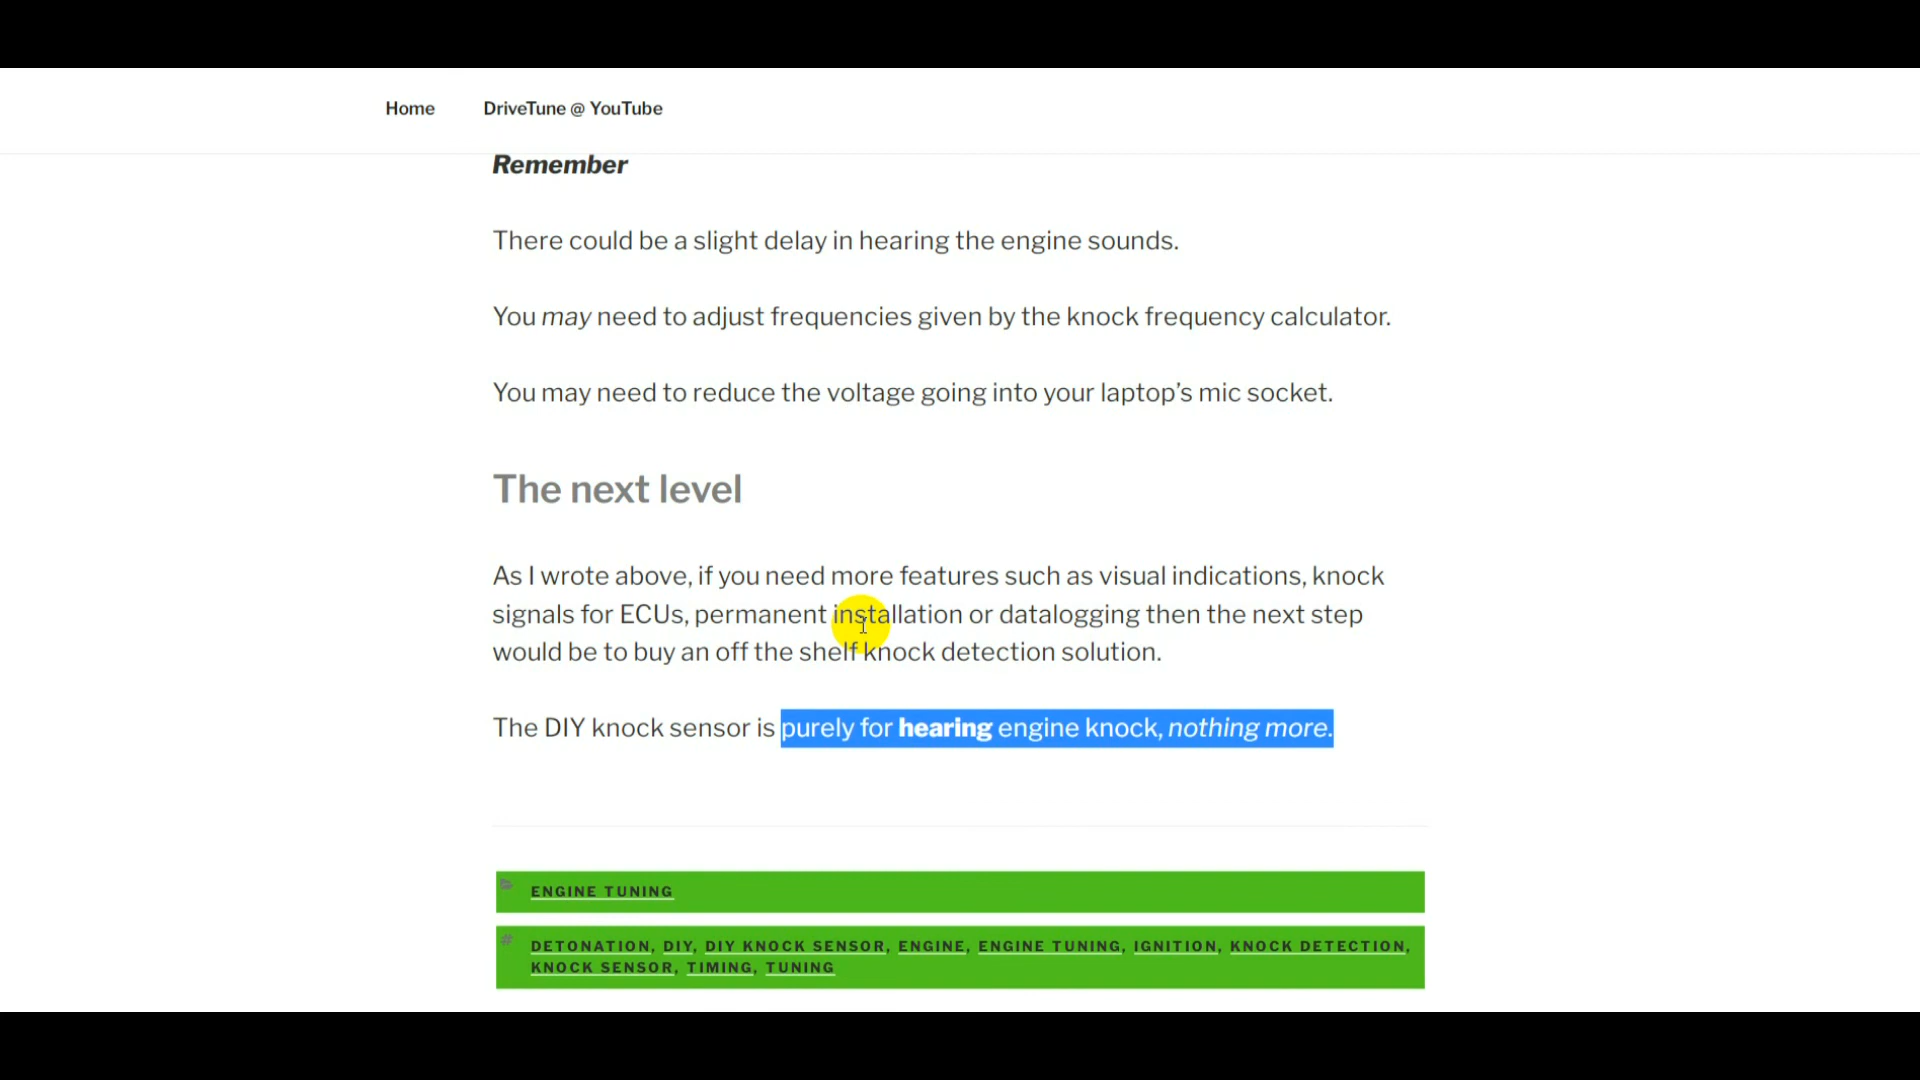 Home DriveTune @ YouTube
Remember
There could be a slight delay in hearing the engine sounds.
You may need to adjust frequencies given by the knock frequency calculator.
You may need to reduce the voltage going into your laptop’s mic socket.
The next level
As I wrote above, if you need more features such as visual indications, knock
signals for ECUs, permanent installation or datalogging then the next step
would be to buy an off the shelf knock detection solution.
The DIY knock sensor is purely for hearing engine knock, nothing more.
ENGINE TUNING
# DETONATION, DIY, DIY KNOCK SENSOR, ENGINE, ENGINE TUNING, IGNITION, KNOCK DETECTION,
KNOCK SENSOR, TIMING, TUNING